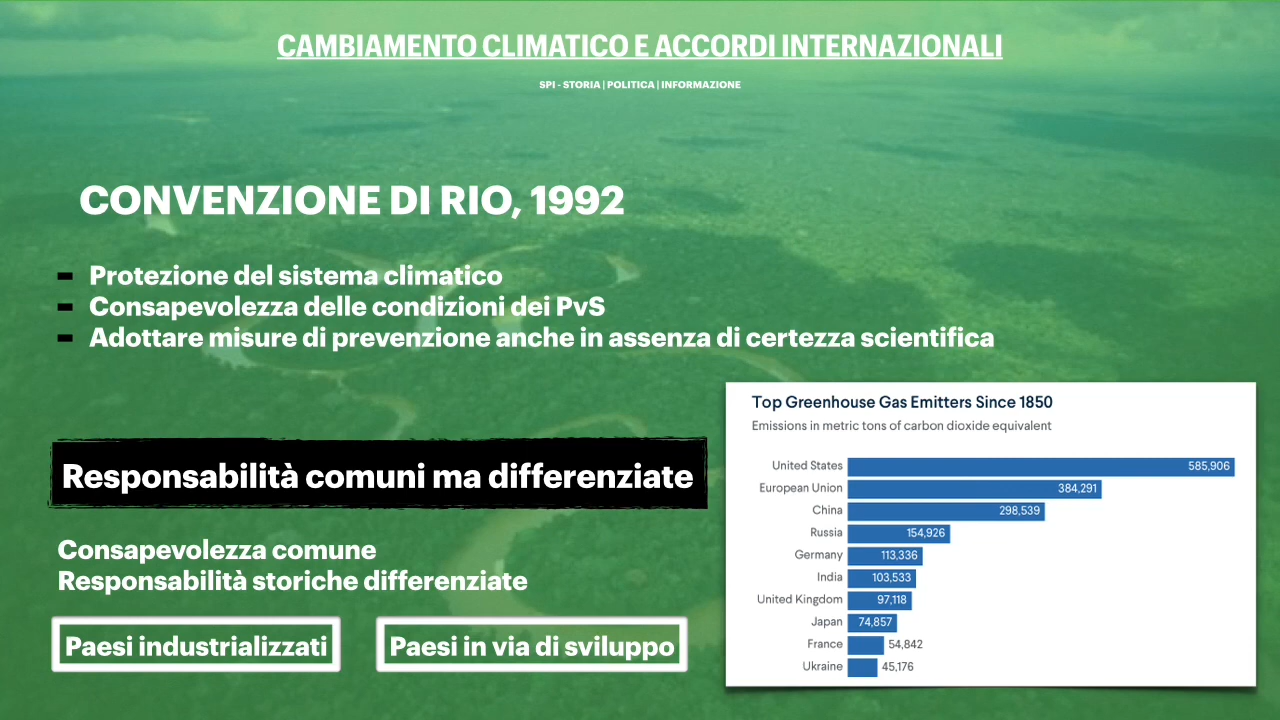 CAMBIAMENTO CLIMATICO E ACCORDI INTERNAZIONALI
SPI - STORIA | POLITICA | INFORMAZIONE
CONVENZIONE DI RIO, 1992
- Protezione del sistema climatico
- Consapevolezza delle condizioni dei PvS
- Adottare misure di prevenzione anche in assenza di certezza scientifica
Responsabilità comuni ma differenziate
Consapevolezza comune
Responsabilità storiche differenziate
Paesi industrializzati
Paesi in via di sviluppo
Top Greenhouse Gas Emitters Since 1850
Emissions in metric tons of carbon dioxide equivalent
United States 585,906
European Union 384,291
China 298,539
Russia 154,926
Germany 113,336
India 103,533
United Kingdom 97,118
Japan 74,857
France 54,842
Ukraine 45,176